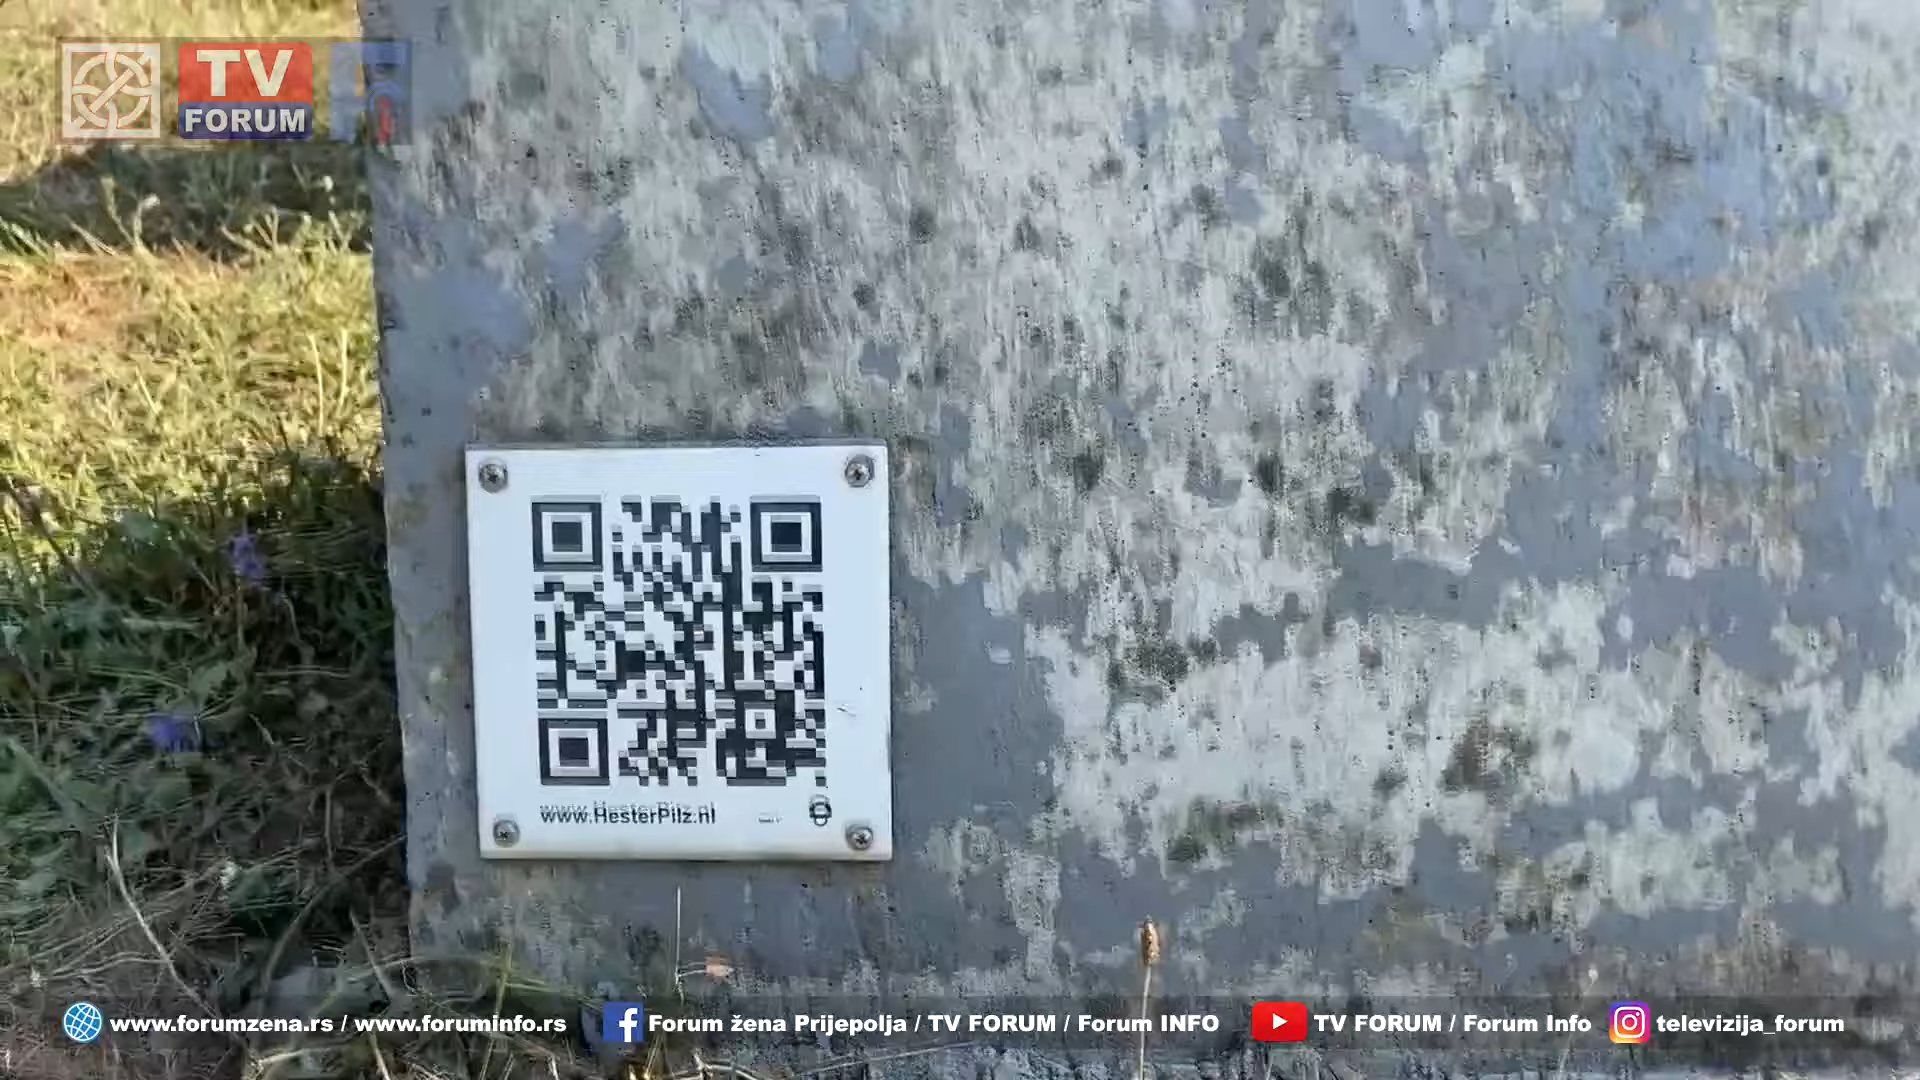 TV
FORUM
www.HesterPilz.nl
www.forumzena.rs / www.foruminfo.rs
Forum žena Prijepolja / TV FORUM / Forum INFO
TV FORUM / Forum Info
televizija_forum